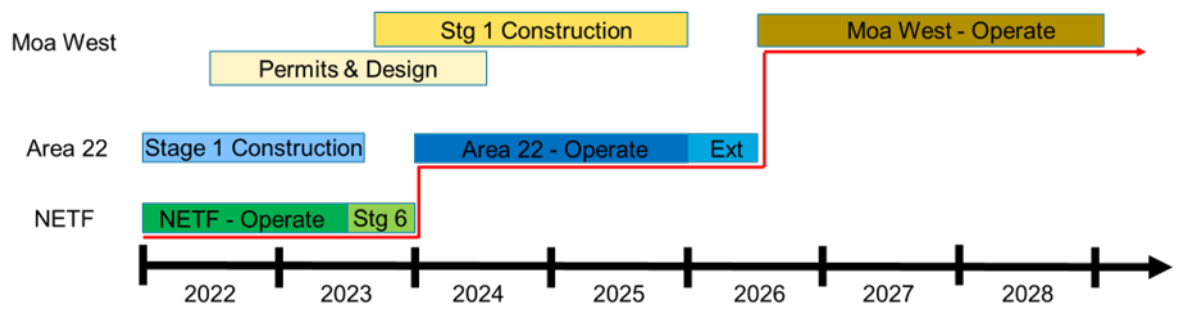 Moa West
Stg 1 Construction
Moa West - Operate
Permits & Design
Area 22
Stage 1 Construction
Area 22 - Operate
Ext
NETF
NETF - Operate
Stg 6
2022
2023
2024
2025
2026
2027
2028